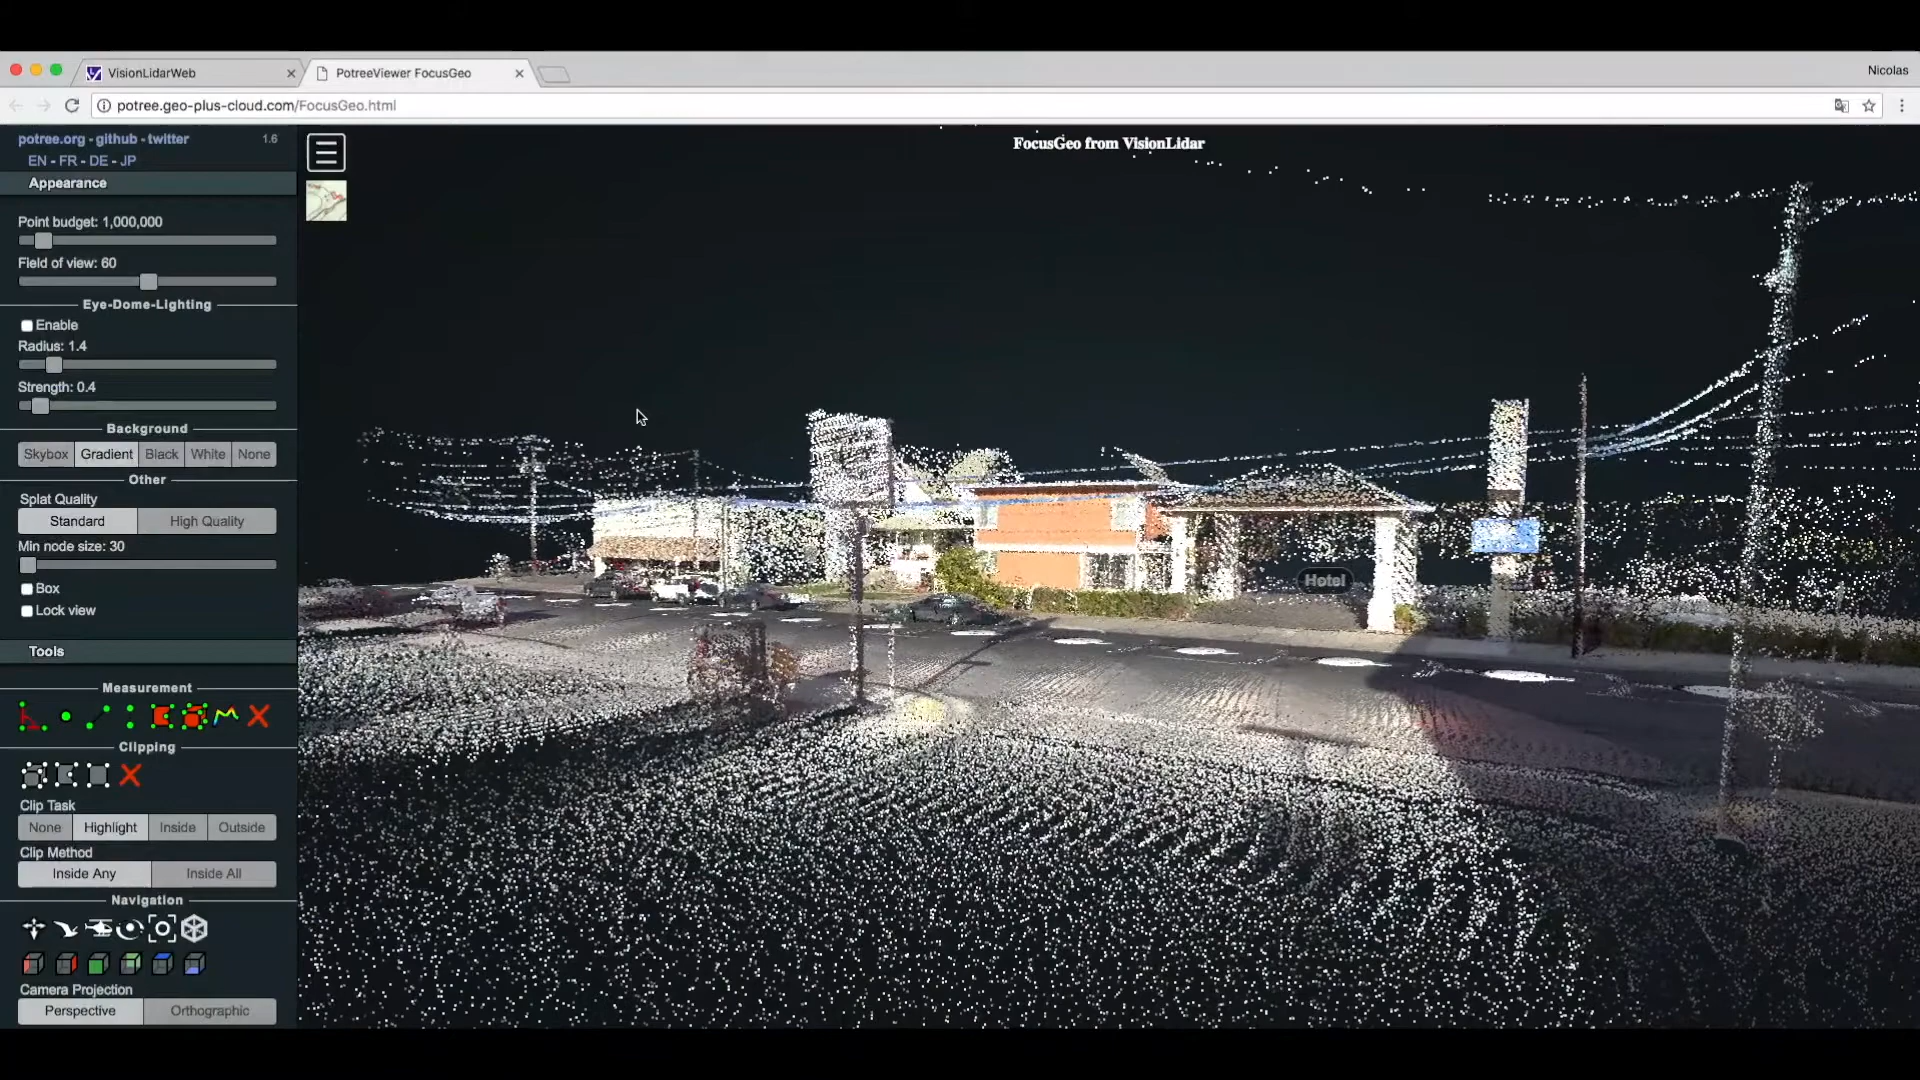 VisionLidarWeb
PotreeViewer FocusGeo
Nicolas
potree.geo-plus-cloud.com/FocusGeo.html
potree.org - github - twitter
1.6
EN - FR - DE - JP
Appearance
Point budget: 1,000,000
Field of view: 60
Eye-Dome-Lighting
Enable
Radius: 1.4
Strength: 0.4
Background
Skybox Gradient Black White None
Other
Splat Quality
Standard High Quality
Min node size: 30
Box
Lock view
Tools
Measurement
Clipping
Clip Task
None Highlight Inside Outside
Clip Method
Inside Any Inside All
Navigation
Camera Projection
Perspective Orthographic
FocusGeo from VisionLidar
Hotel